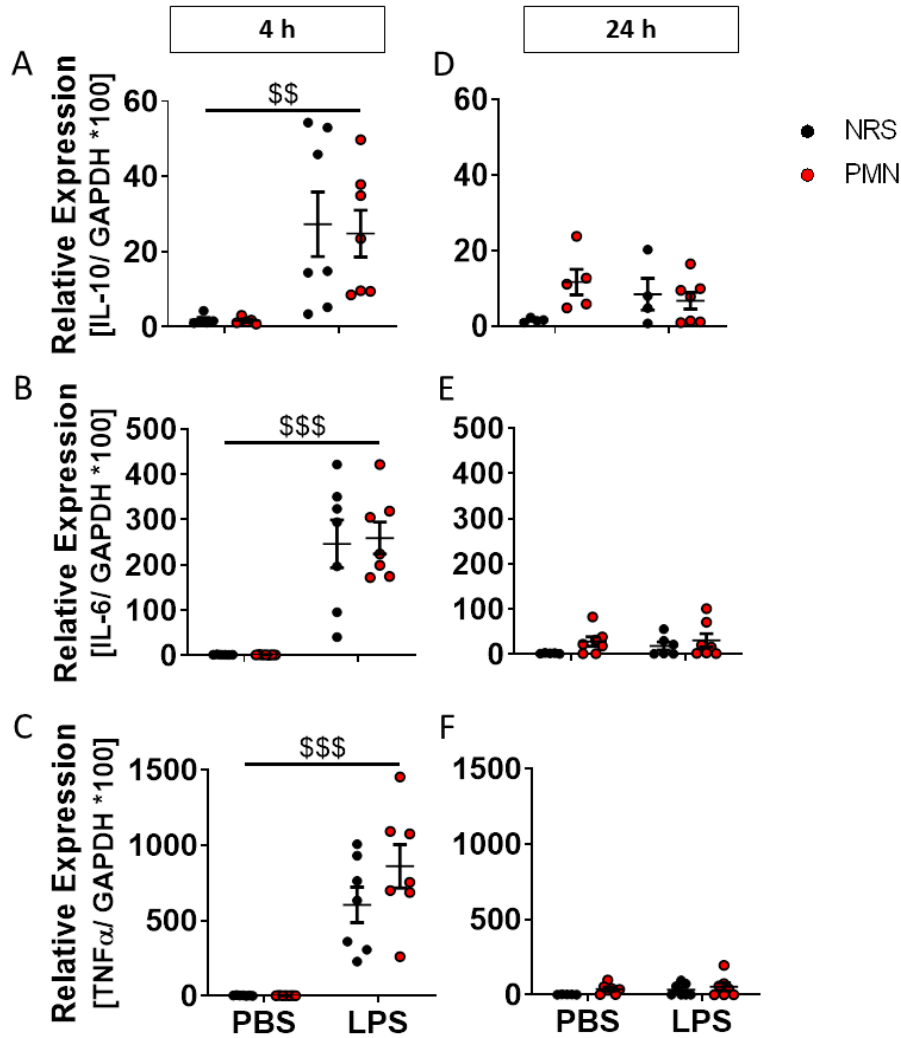 4 h
24 h
A
Relative Expression
[IL-10/ GAPDH *100]
60
40
20
0
$$
D
60
40
20
0
NRS
PMN
B
Relative Expression
[IL-6/ GAPDH *100]
500
400
300
200
100
0
$$$
E
500
400
300
200
100
0
C
Relative Expression
[TNFα/ GAPDH *100]
1500
1000
500
0
$$$
PBS
LPS
F
1500
1000
500
0
PBS
LPS